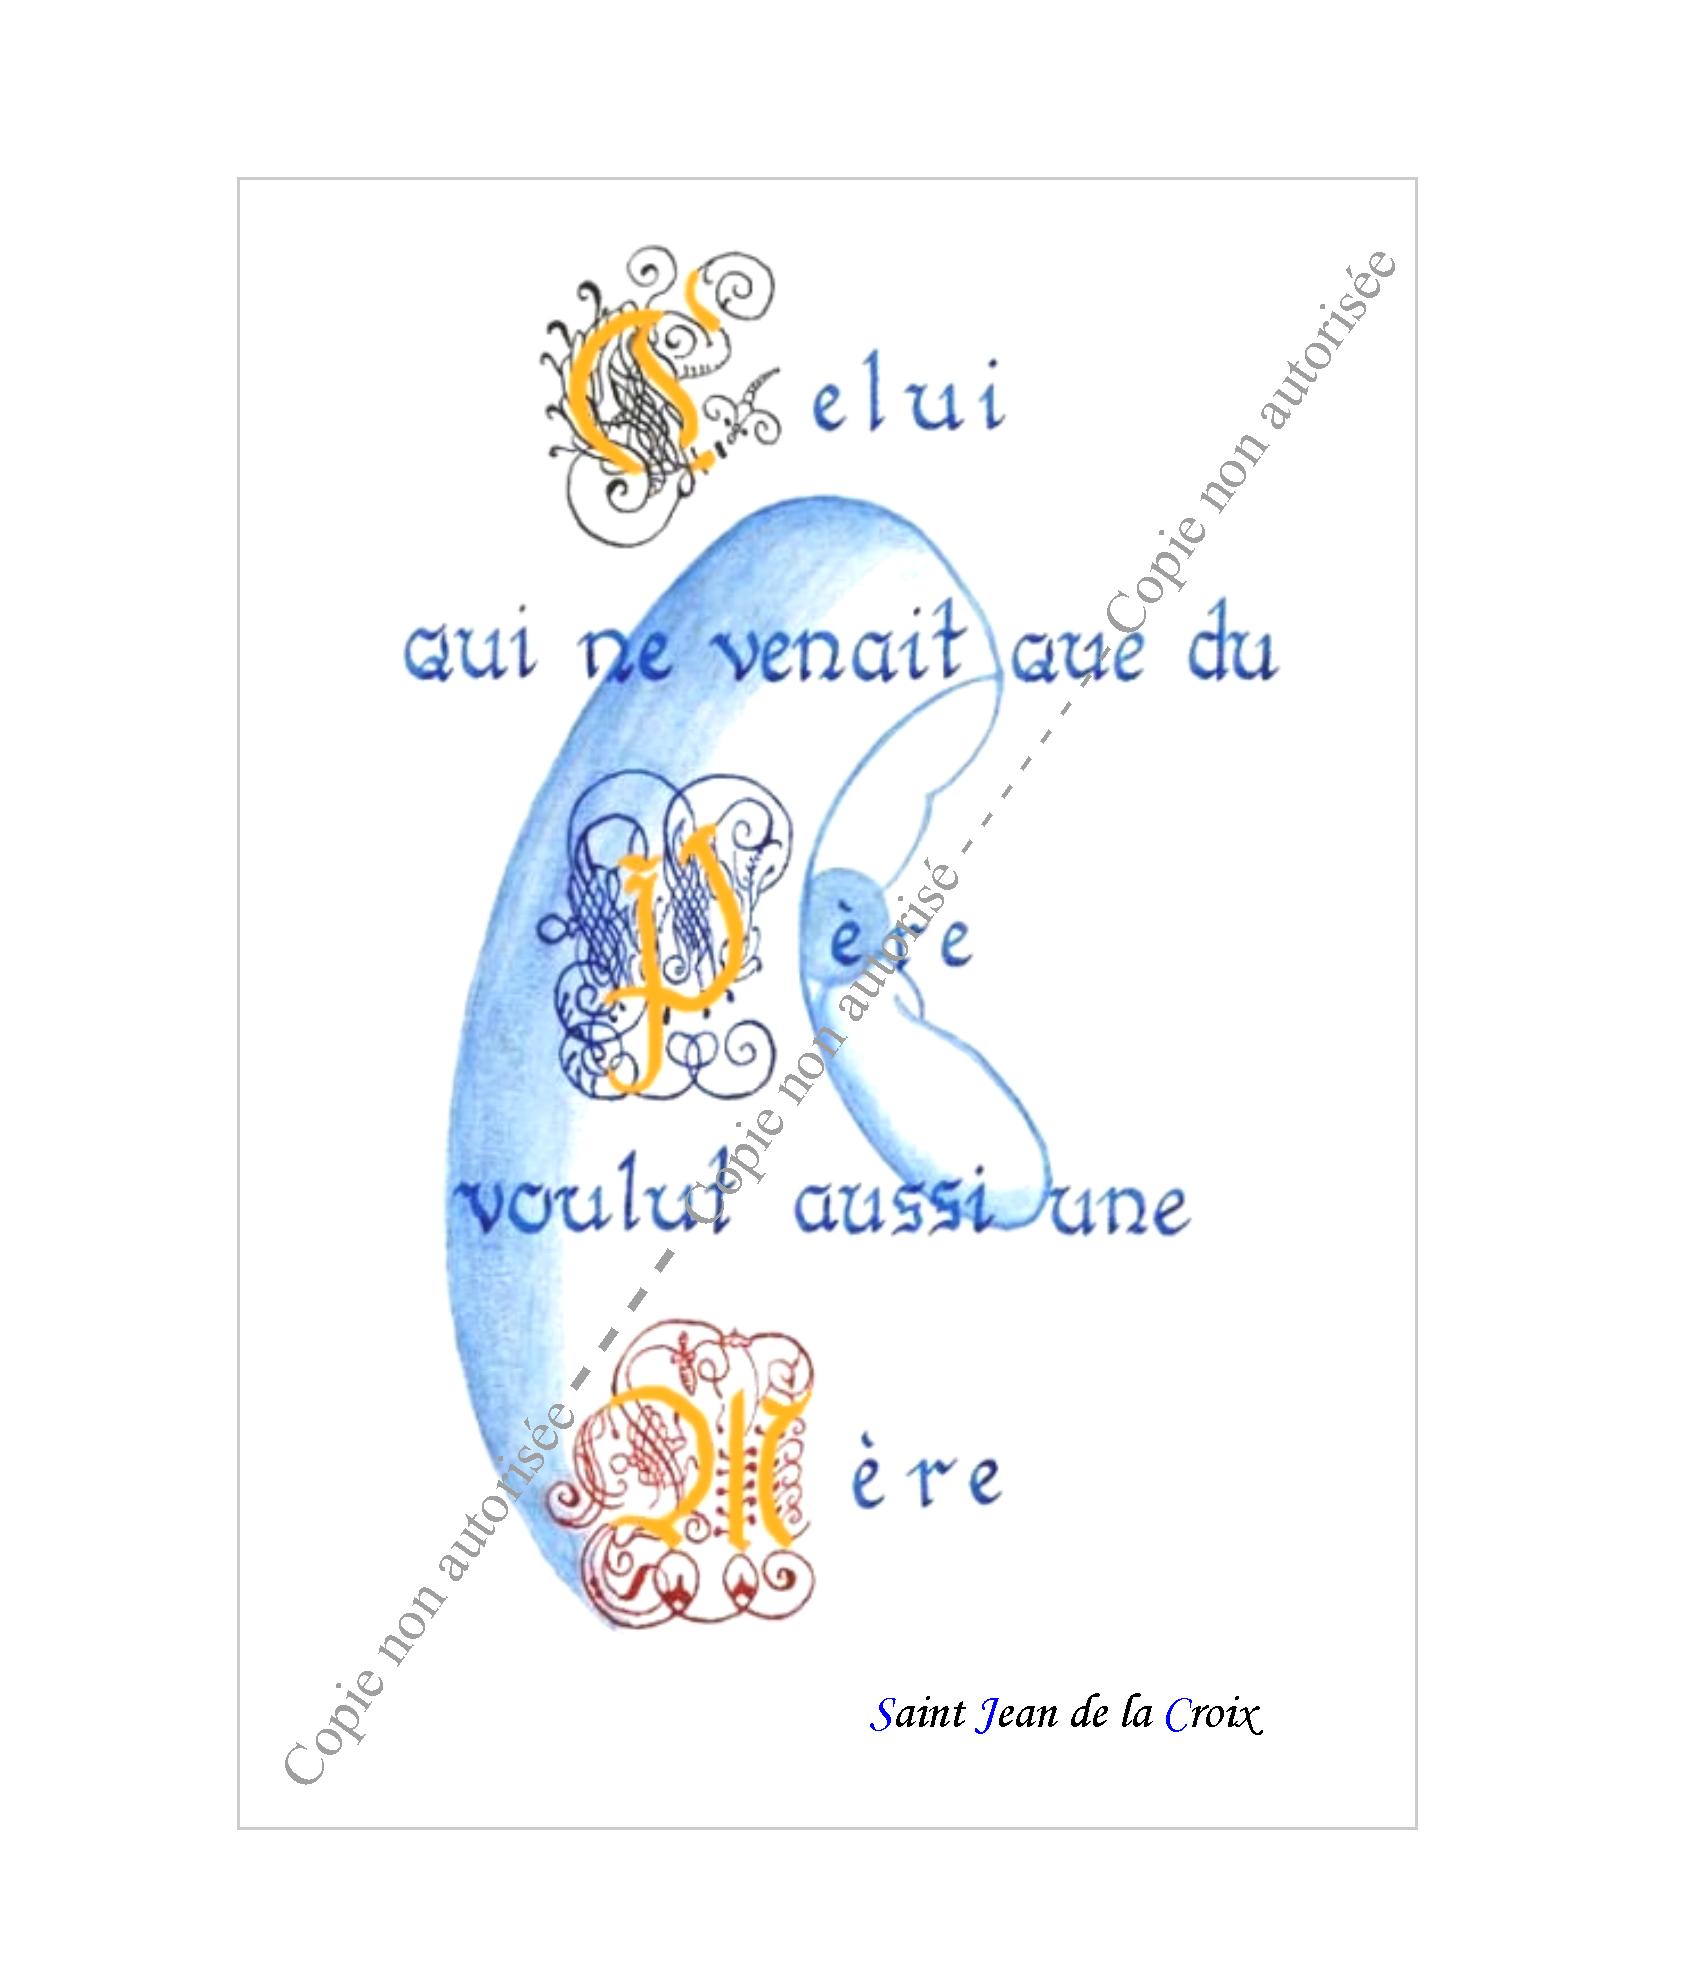 Celui
qui ne venait que du
Père
voulut aussi une
Mère
Saint Jean de la Croix
Copie non autorisée --- Copie non autorisé --- Copie non autorisée